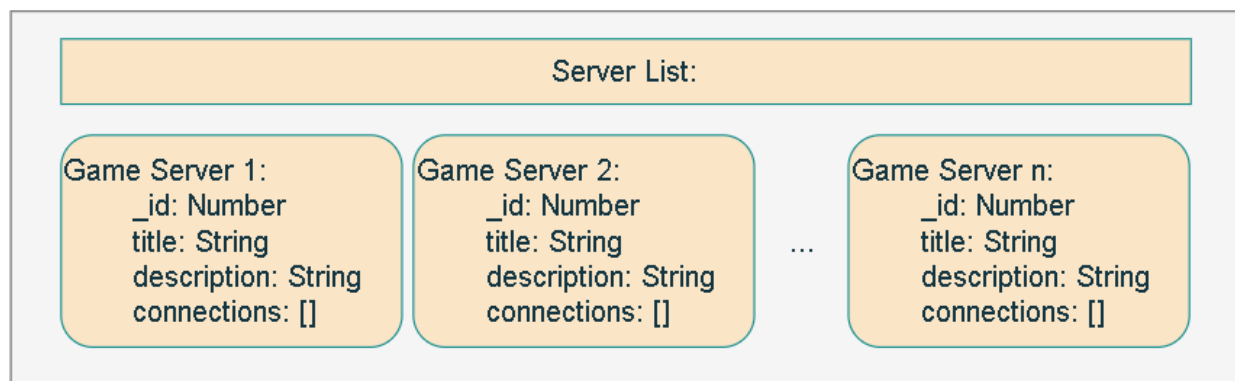 Server List:
Game Server 1:
_id: Number
title: String
description: String
connections: []
Game Server 2:
_id: Number
title: String
description: String
connections: []
...
Game Server n:
_id: Number
title: String
description: String
connections: []